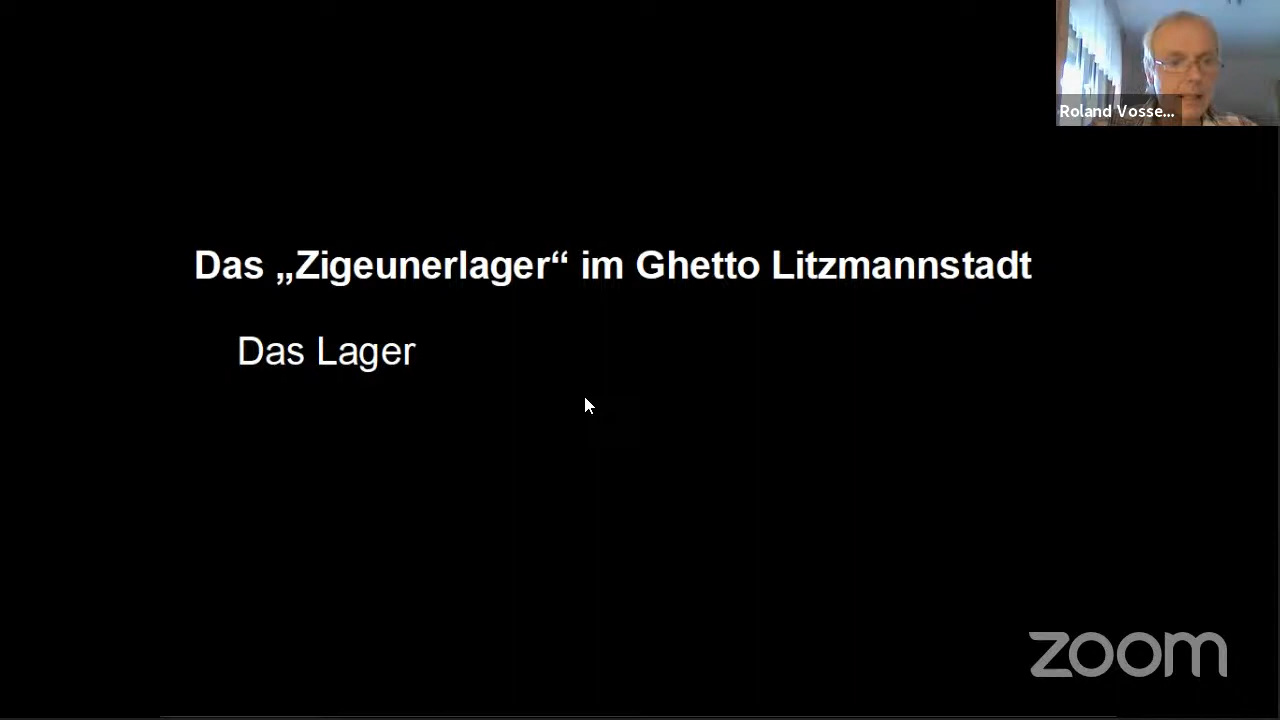 Roland Vosse...
Das „Zigeunerlager“ im Ghetto Litzmannstadt
Das Lager
zoom